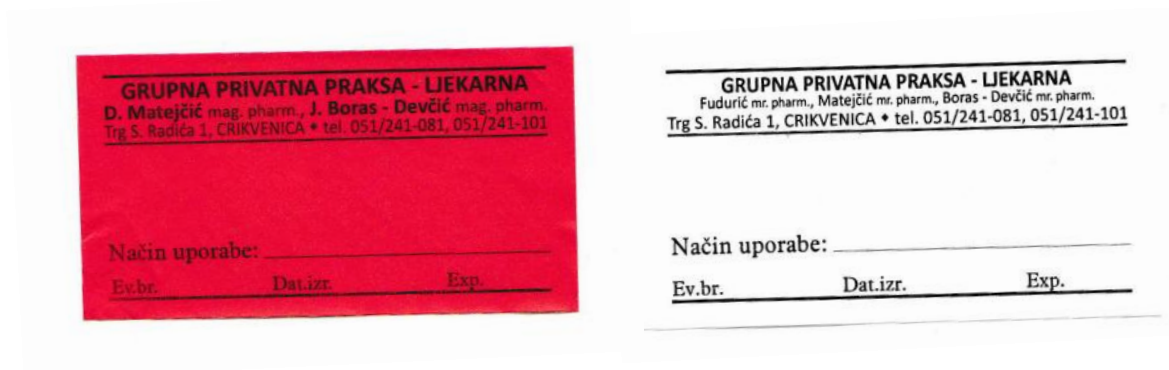 GRUPNA PRIVATNA PRAKSA - LJEKARNA
D. Matejčić mag. pharm., J. Boras - Devčić mag. pharm.
Trg S. Radića 1, CRIKVENICA • tel. 051/241-081, 051/241-101
Način uporabe:
Ev.br. Dat.izr. Exp.
GRUPNA PRIVATNA PRAKSA - LJEKARNA
Fudurić mr. pharm., Matejčić mr. pharm., Boras - Devčić mr. pharm.
Trg S. Radića 1, CRIKVENICA • tel. 051/241-081, 051/241-101
Način uporabe:
Ev.br. Dat.izr. Exp.